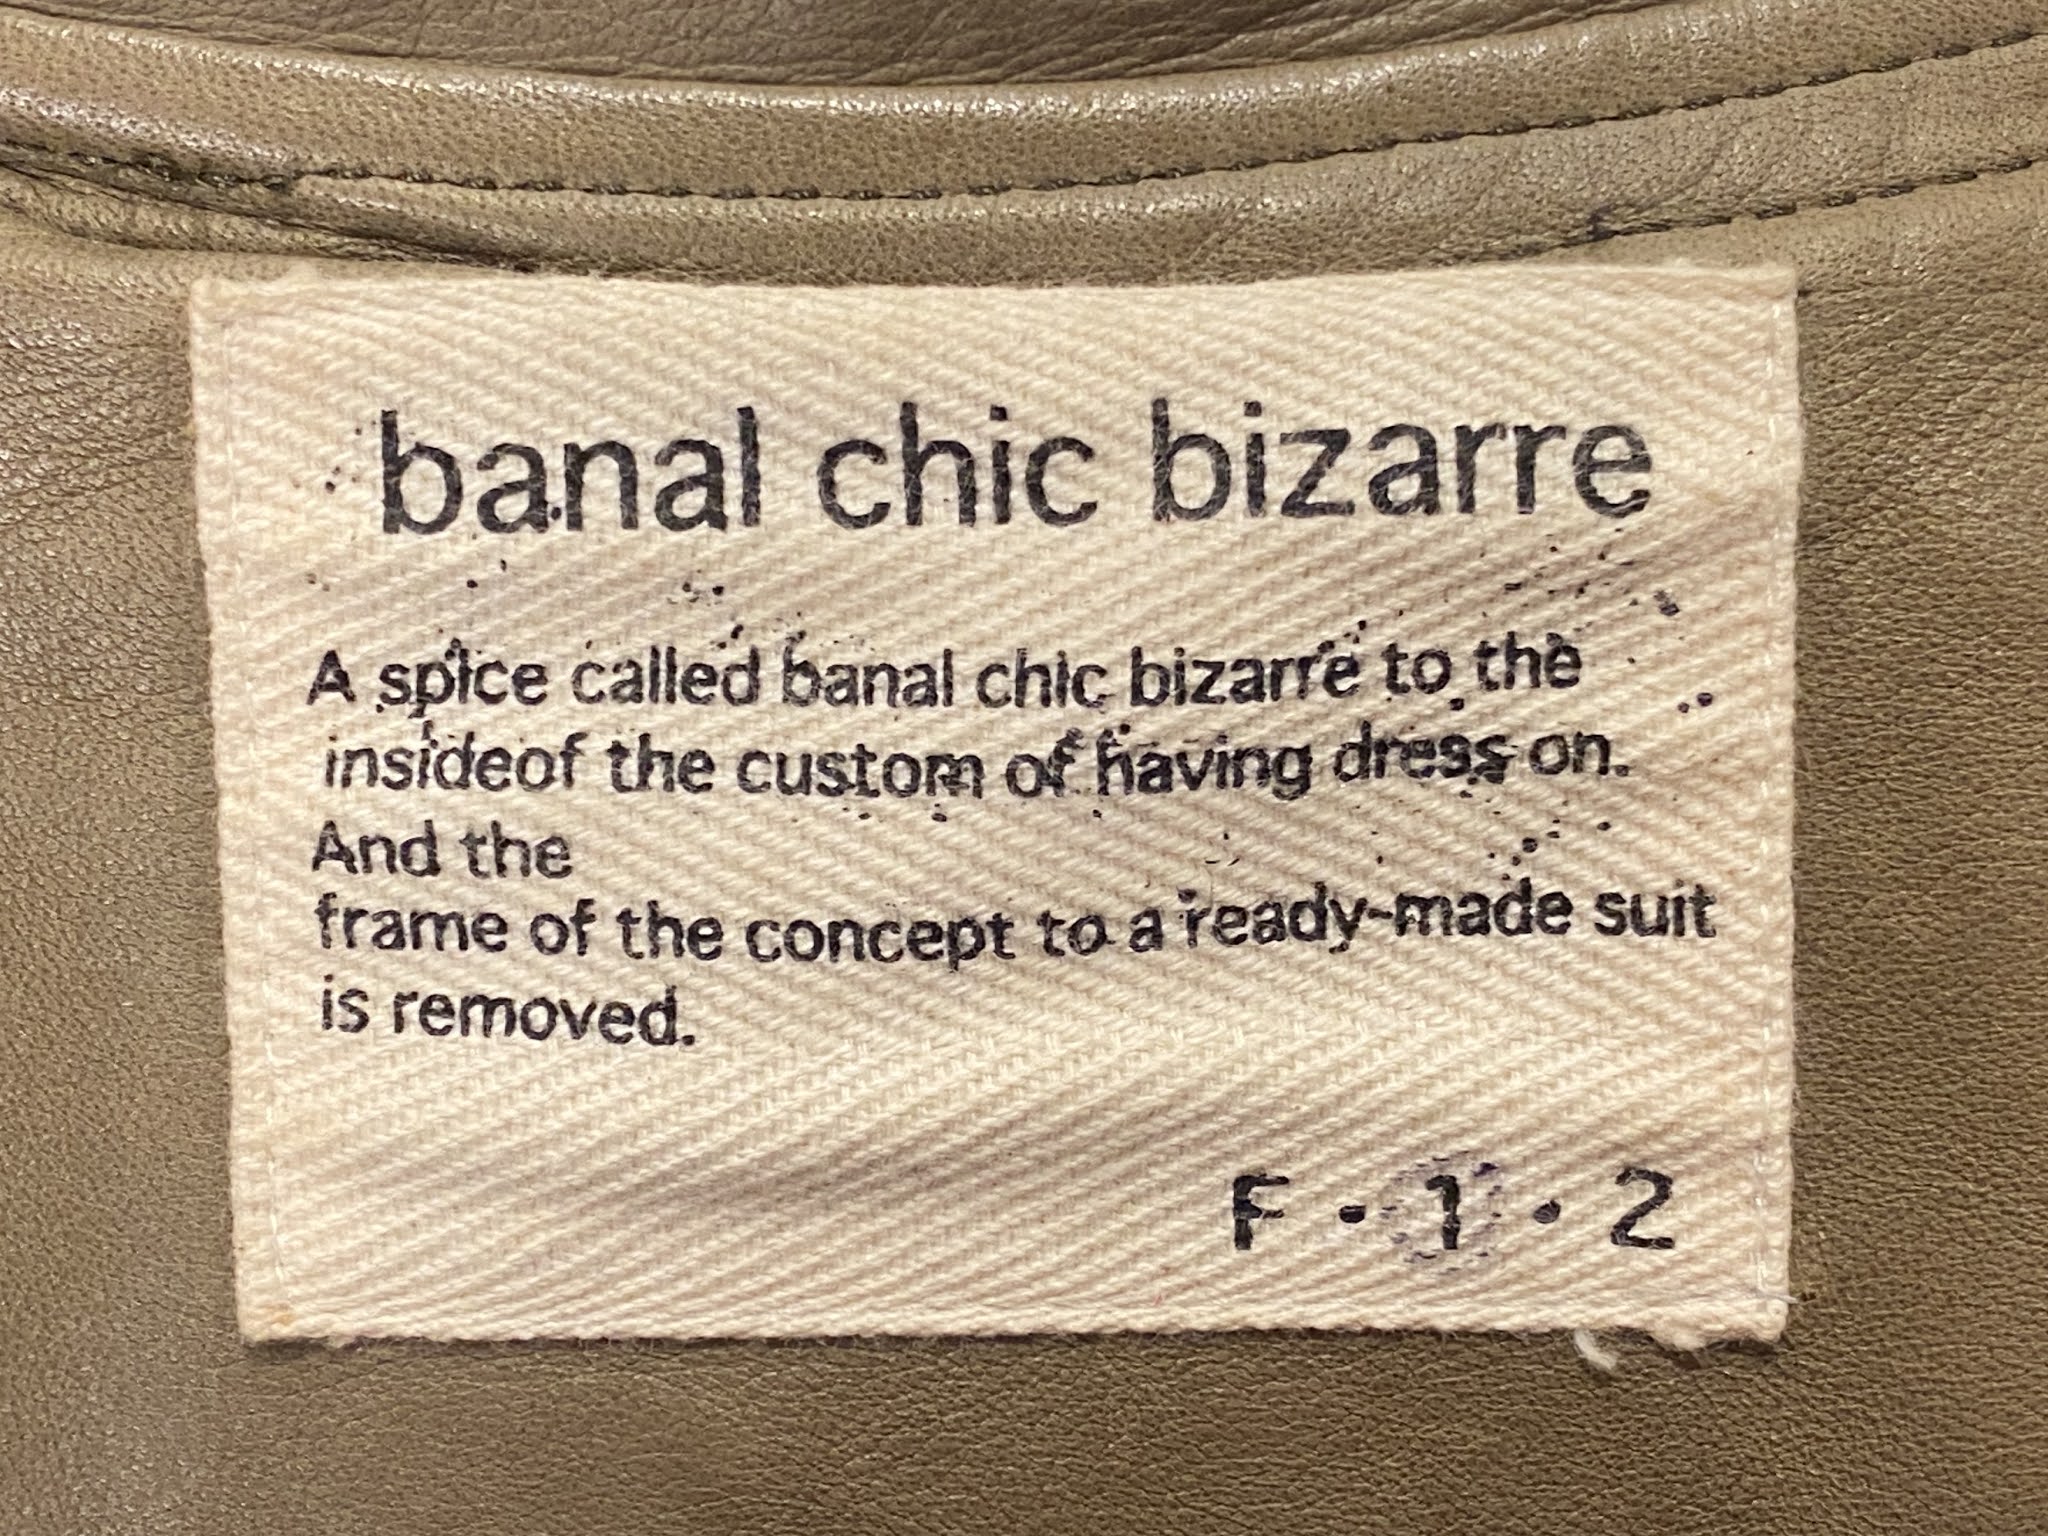 banal chic bizarre
A spice called banal chic bizarre to the
insideof the custom of having dress on.
And the
frame of the concept to a ready-made suit
is removed.
F・1・2